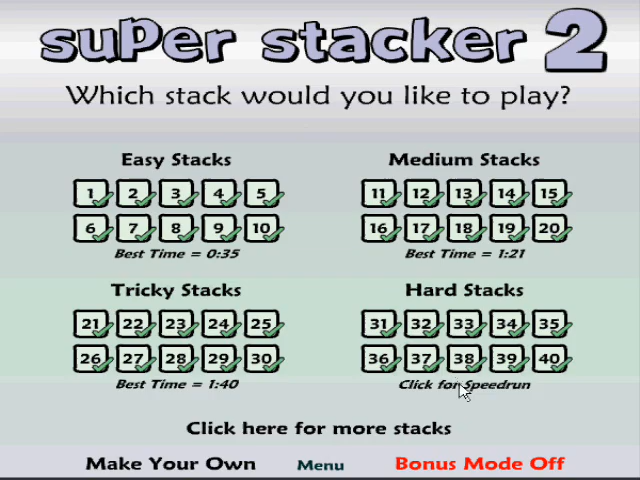 super stacker 2
Which stack would you like to play?
Easy Stacks
Medium Stacks
1 2 3 4 5
11 12 13 14 15
6 7 8 9 10
16 17 18 19 20
Best Time = 0:35
Best Time = 1:21
Tricky Stacks
Hard Stacks
21 22 23 24 25
31 32 33 34 35
26 27 28 29 30
36 37 38 39 40
Best Time = 1:40
Click for Speedrun
Click here for more stacks
Make Your Own
Menu
Bonus Mode Off